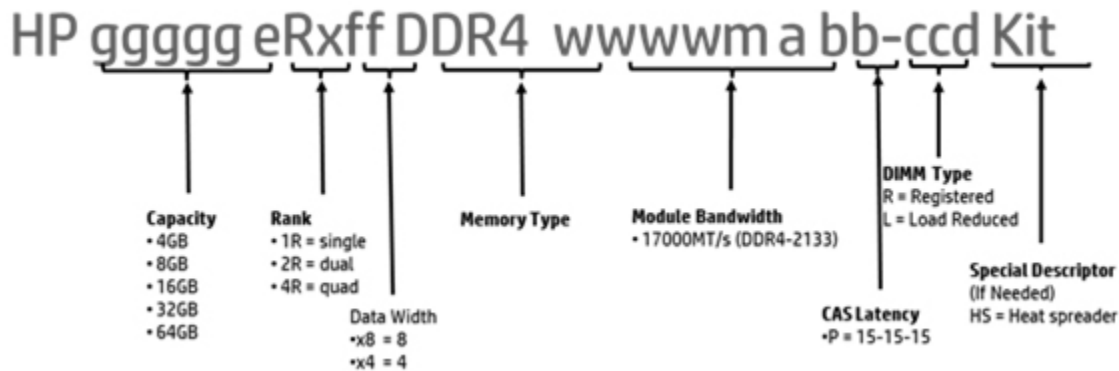 HP ggggg eRxff DDR4 wwwwm a bb-ccd Kit
Capacity
• 4GB
• 8GB
• 16GB
• 32GB
• 64GB
Rank
• 1R = single
• 2R = dual
• 4R = quad
Data Width
•x8 = 8
•x4 = 4
Memory Type
Module Bandwidth
• 17000MT/s (DDR4-2133)
CAS Latency
•P = 15-15-15
DIMM Type
R = Registered
L = Load Reduced
Special Descriptor
(If Needed)
HS = Heat spreader